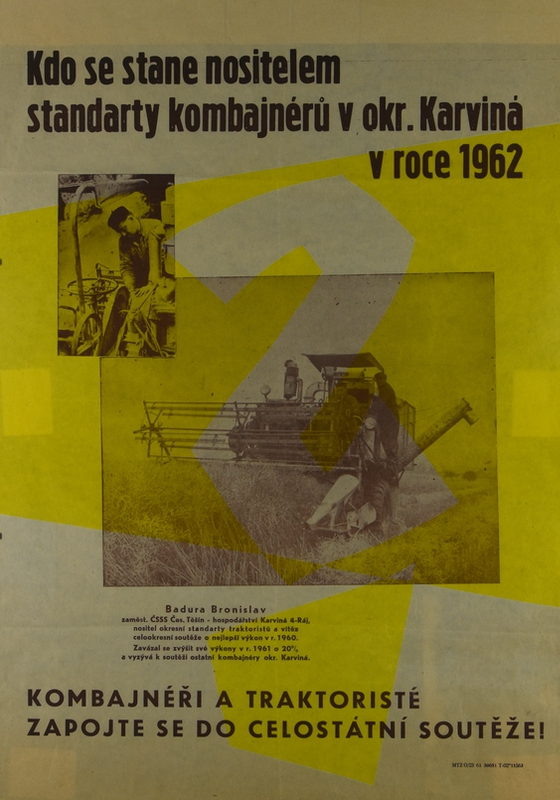 Kdo se stane nositelem
standarty kombajnérů v okr. Karviná
v roce 1962
Badura Bronislav
zaměst. ČSSS Čes. Těšín - hospodářství Karviná 4-Ráj,
nositel okresní standarty traktoristů a vítěz
celookresní soutěže o nejlepší výkon v r. 1960.
Zavázal se zvýšit své výkony v r. 1961 o 20%
a vyzývá k soutěži ostatní kombajnéry okr. Karviná.
KOMBAJNÉŘI A TRAKTORISTÉ
ZAPOJTE SE DO CELOSTÁTNÍ SOUTĚŽE!